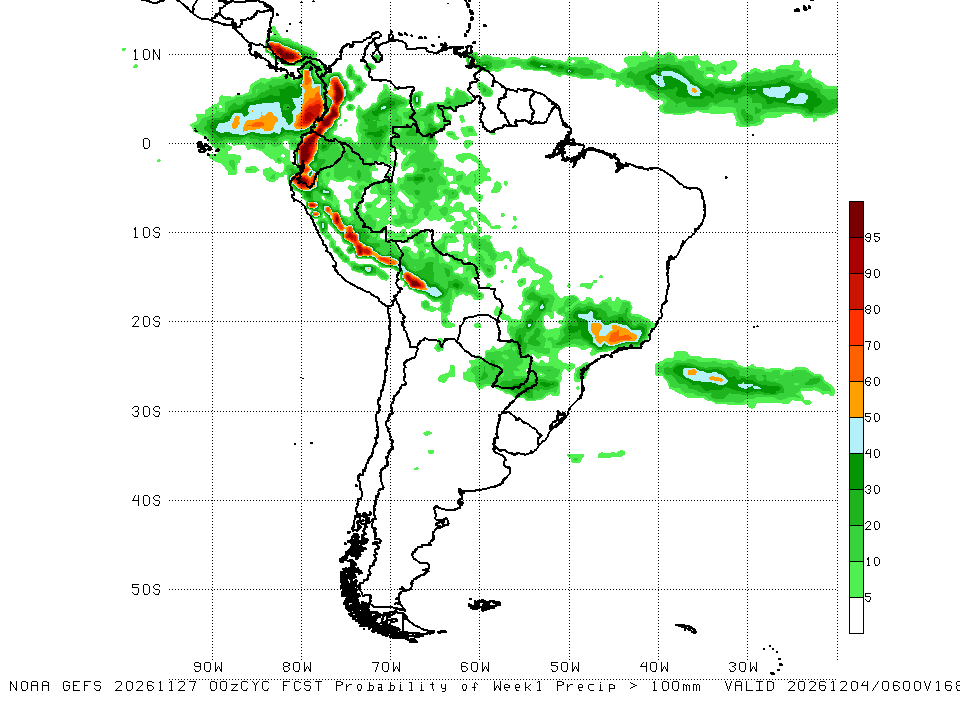 10N
0
10S
20S
30S
40S
50S
95
90
80
70
60
50
40
30
20
10
5
90W 80W 70W 60W 50W 40W 30W
NOAA GEFS 20261127 00zCYC FCST Probability of Week1 Precip > 100mm VALID 20261204/0600V168